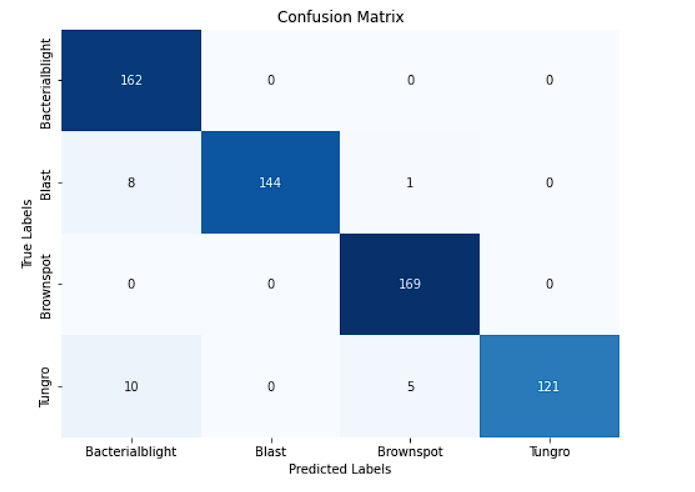 Confusion Matrix
True Labels
Bacterialblight 162 0 0 0
Blast 8 144 1 0
Brownspot 0 0 169 0
Tungro 10 0 5 121
Bacterialblight Blast Brownspot Tungro
Predicted Labels